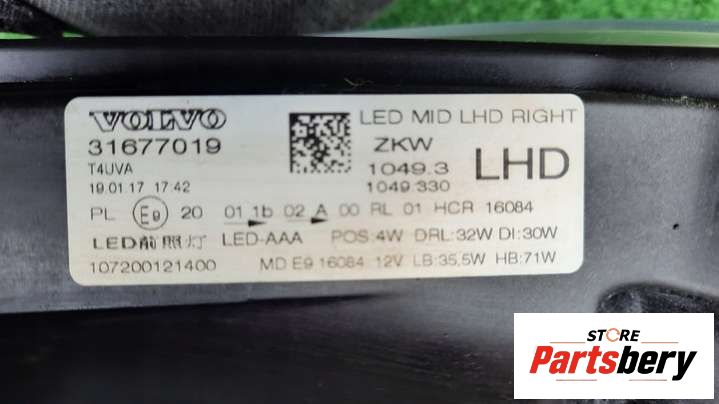 VOLVO
31677019
T4UVA
19.01.17 17:42
LED MID LHD RIGHT
ZKW
1049.3
1049.330
LHD
PL E9 20 01 1b 02 A 00 RL 01 HCR 16084
LED前照灯 LED-AAA POS:4W DRL:32W DI:30W
107200121400 MD E9 16084 12V LB:35,5W HB:71W
STORE
Partsbery